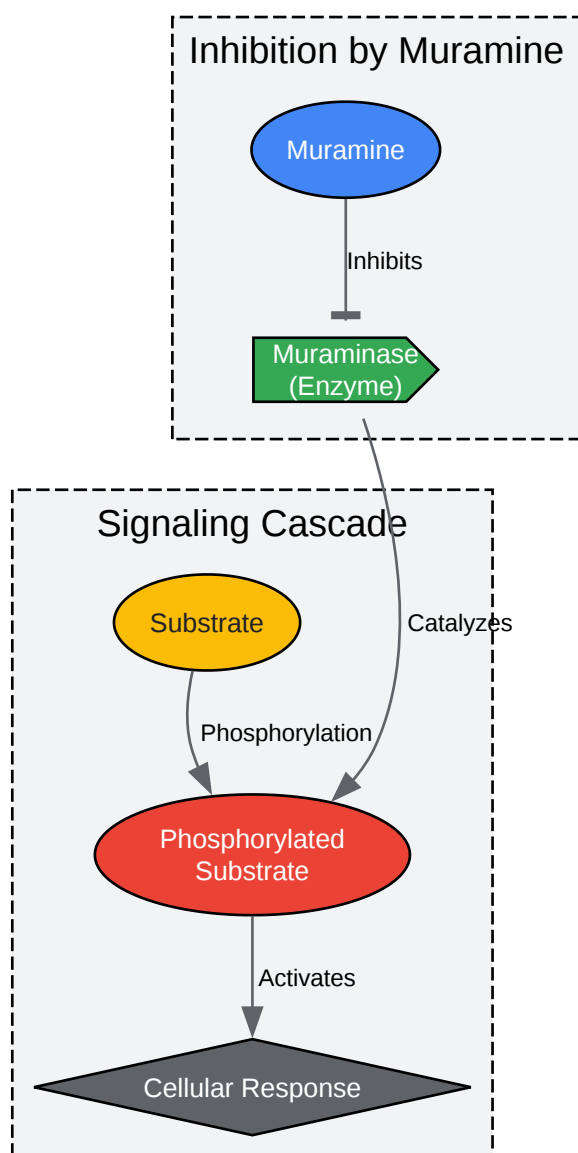 Inhibition by Muramine
Muramine
Inhibits
Muraminase
(Enzyme)
Signaling Cascade
Substrate
Catalyzes
Phosphorylation
Phosphorylated
Substrate
Activates
Cellular Response